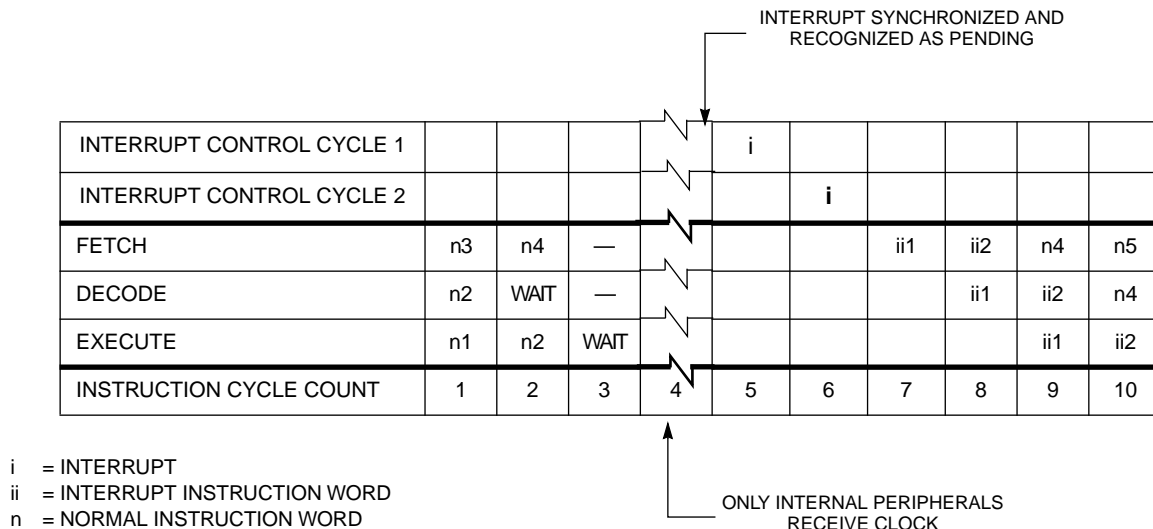 INTERRUPT SYNCHRONIZED AND
RECOGNIZED AS PENDING
INTERRUPT CONTROL CYCLE 1 i
INTERRUPT CONTROL CYCLE 2 i
FETCH n3 n4 — ii1 ii2 n4 n5
DECODE n2 WAIT — ii1 ii2 n4
EXECUTE n1 n2 WAIT ii1 ii2
INSTRUCTION CYCLE COUNT 1 2 3 4 5 6 7 8 9 10
i = INTERRUPT
ii = INTERRUPT INSTRUCTION WORD
n = NORMAL INSTRUCTION WORD
ONLY INTERNAL PERIPHERALS
RECEIVE CLOCK